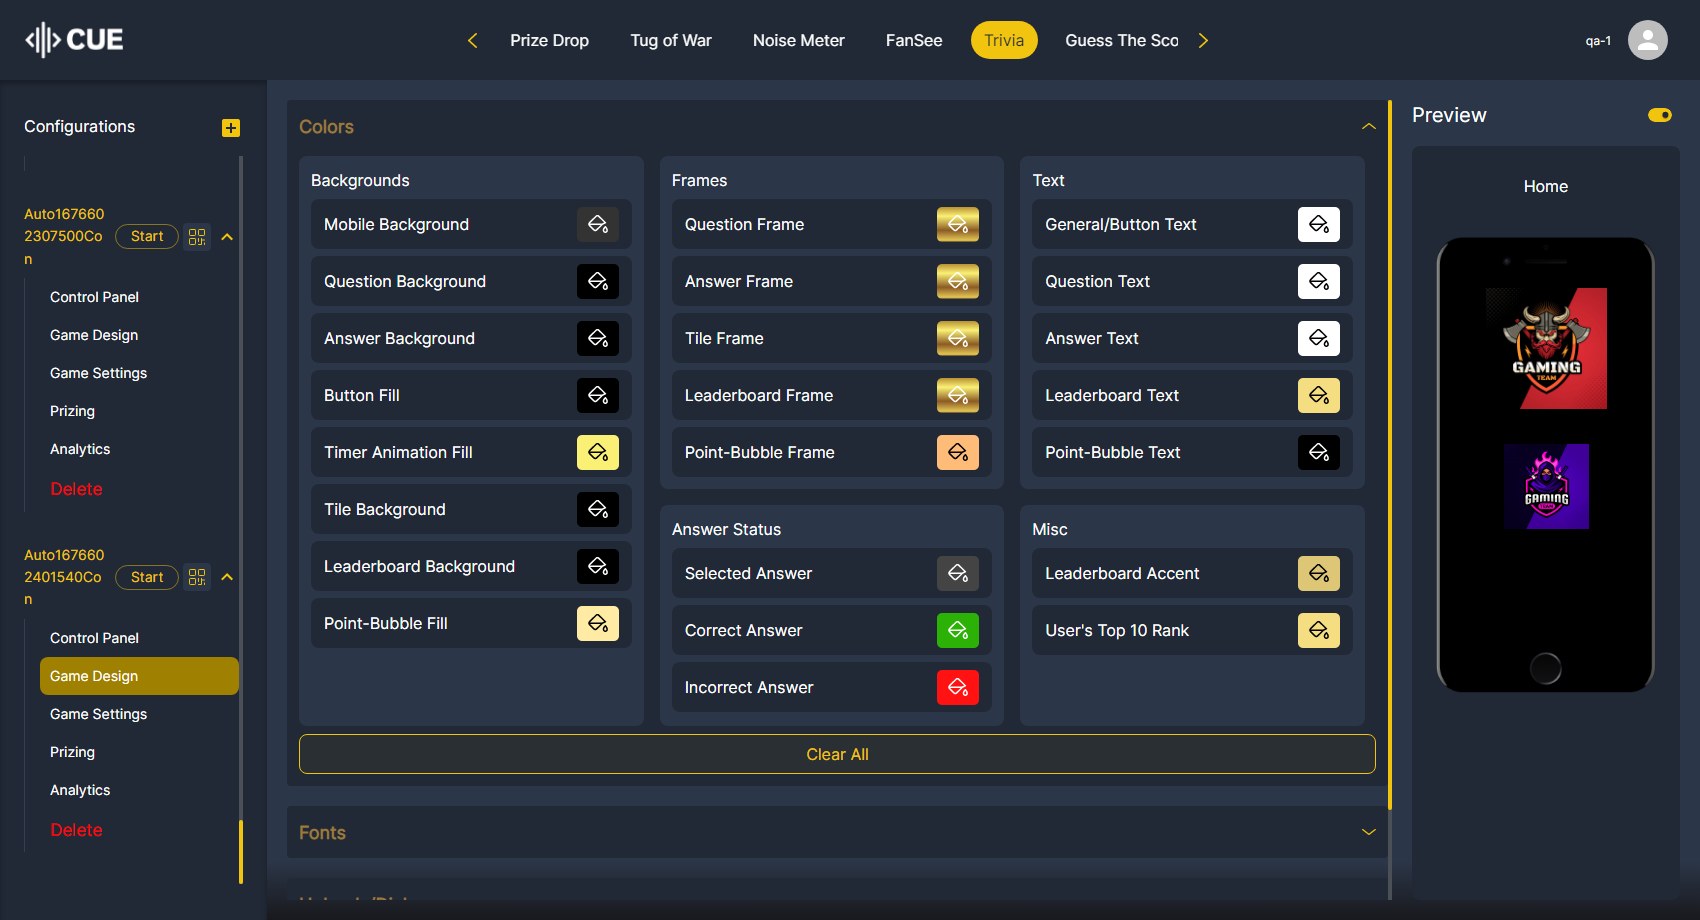 CUE
Prize Drop
Tug of War
Noise Meter
FanSee
Trivia
Guess The Sco
qa-1
Configurations
Auto167660
2307500Co
n
Start
Control Panel
Game Design
Game Settings
Prizing
Analytics
Delete
Auto167660
2401540Co
n
Start
Control Panel
Game Design
Game Settings
Prizing
Analytics
Delete
Colors
Backgrounds
Mobile Background
Question Background
Answer Background
Button Fill
Timer Animation Fill
Tile Background
Leaderboard Background
Point-Bubble Fill
Frames
Question Frame
Answer Frame
Tile Frame
Leaderboard Frame
Point-Bubble Frame
Text
General/Button Text
Question Text
Answer Text
Leaderboard Text
Point-Bubble Text
Answer Status
Selected Answer
Correct Answer
Incorrect Answer
Misc
Leaderboard Accent
User's Top 10 Rank
Clear All
Fonts
Preview
Home
GAMING
TEAM
GAMING
TEAM